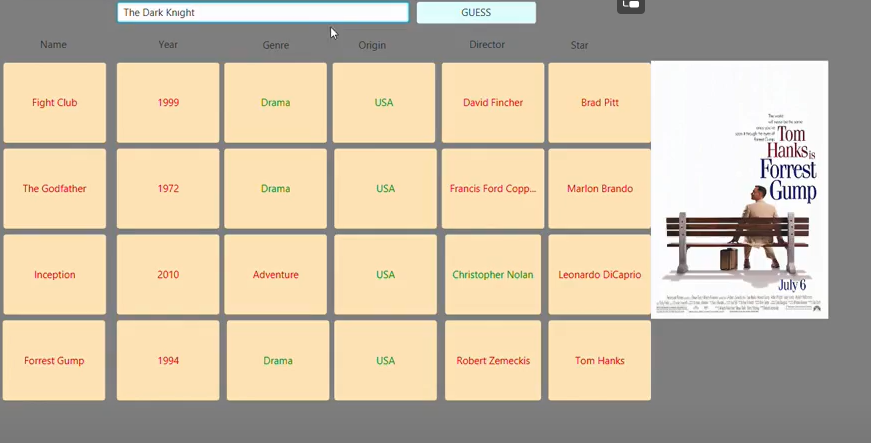 The Dark Knight
GUESS
Name Year Genre Origin Director Star
Fight Club 1999 Drama USA David Fincher Brad Pitt
The Godfather 1972 Drama USA Francis Ford Copp... Marlon Brando
Inception 2010 Adventure USA Christopher Nolan Leonardo DiCaprio
Forrest Gump 1994 Drama USA Robert Zemeckis Tom Hanks
The world
will never be the same
once you've
seen it through the eyes of
Forrest Gump.
Tom
Hanks is
Forrest
Gump
July 6